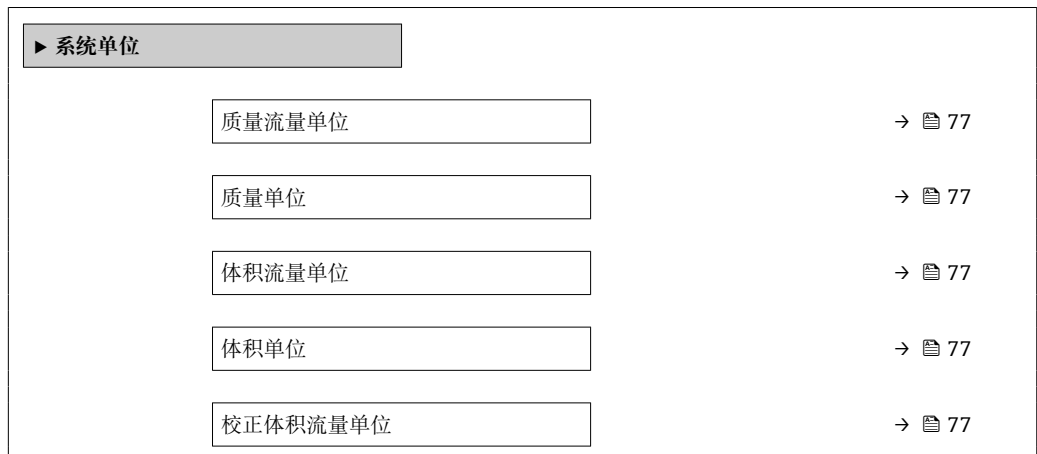 ▶ 系统单位
质量流量单位 → 🖺 77
质量单位 → 🖺 77
体积流量单位 → 🖺 77
体积单位 → 🖺 77
校正体积流量单位 → 🖺 77